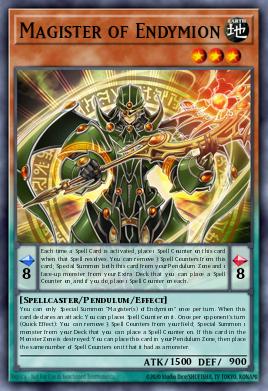 MAGISTER OF ENDYMION
EARTH
地
Each time a Spell Card is activated, place 1 Spell Counter on this card
when that Spell resolves. You can remove 3 Spell Counters from this
card; Special Summon both this card from your Pendulum Zone and 1
face-up monster from your Extra Deck that you can place a Spell
Counter on, and if you do, place 1 Spell Counter on each.
8
8
[SPELLCASTER/PENDULUM/EFFECT]
You can only Special Summon "Magister(s) of Endymion" once per turn. When this
card declares an attack: You can place 1 Spell Counter on it. Once per opponent's turn
(Quick Effect): You can remove 3 Spell Counters from your field; Special Summon 1
monster from your Deck that you can place a Spell Counter on. If this card in the
Monster Zone is destroyed: You can place this card in your Pendulum Zone, then place
the same number of Spell Counters on it that it had as a monster.
ATK/1500 DEF/ 900